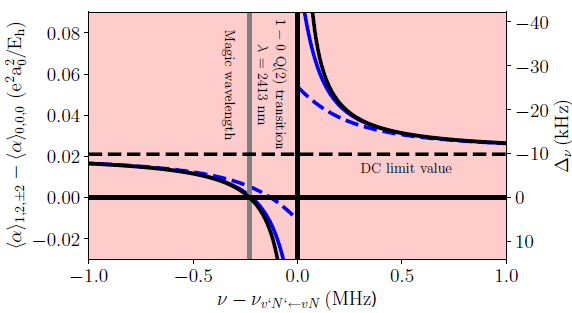 0.08
0.06
0.04
0.02
0.00
−0.02
⟨α⟩1,2,±2 − ⟨α⟩0,0,0 (e²a₀²/Eh)
Magic wavelength
1 − 0 Q(2) transition
λ = 2413 nm
DC limit value
−40
−30
−20
−10
0
10
Δν (kHz)
−1.0
−0.5
0.0
0.5
1.0
ν − νv‘N‘←vN (MHz)